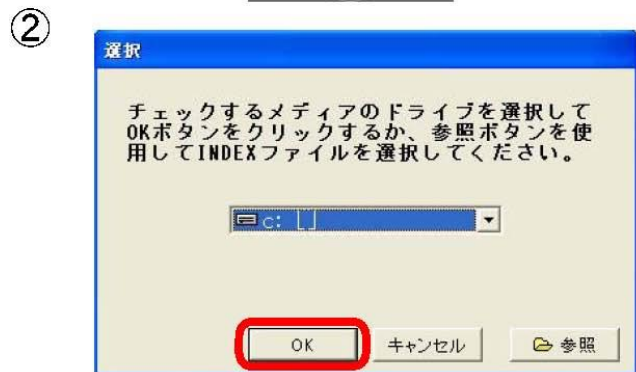 ②
選択
チェックするメディアのドライブを選択して
OKボタンをクリックするか、参照ボタンを使
用してINDEXファイルを選択してください。
c: []
OK
キャンセル
参照